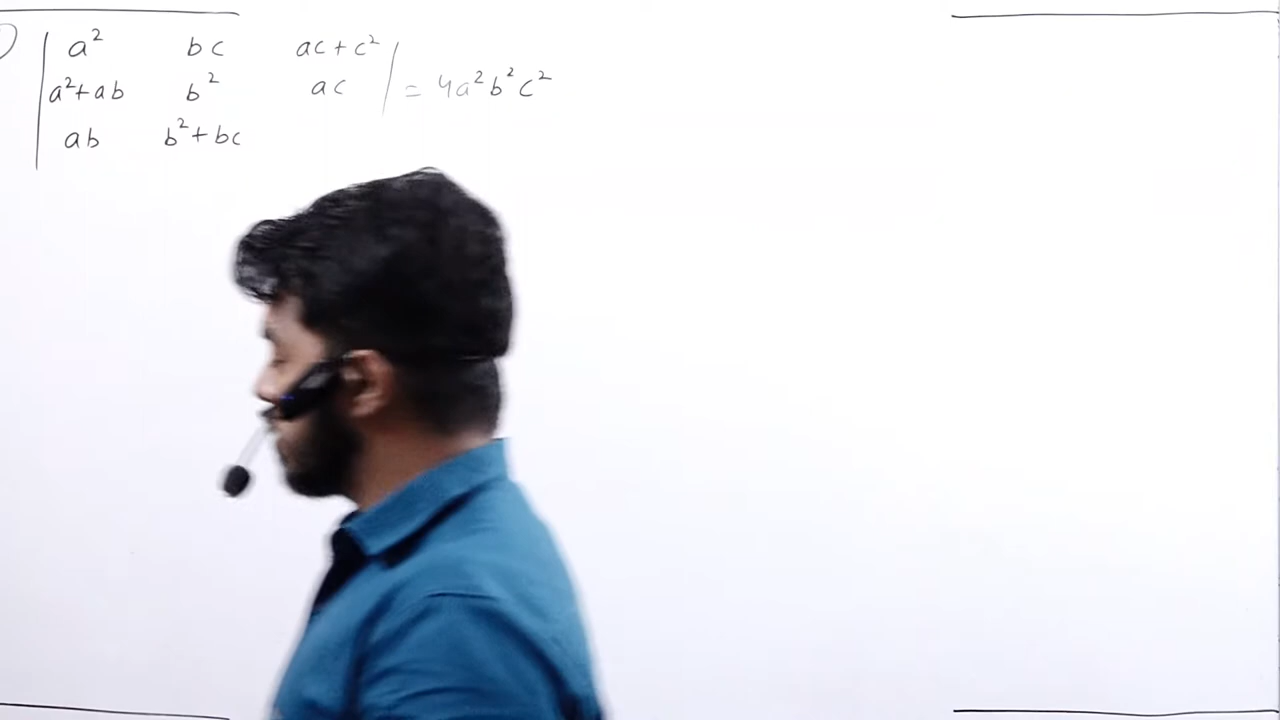 | a² bc ac + c² |
| a² + ab b² ac | = 4a²b²c²
| ab b² + bc